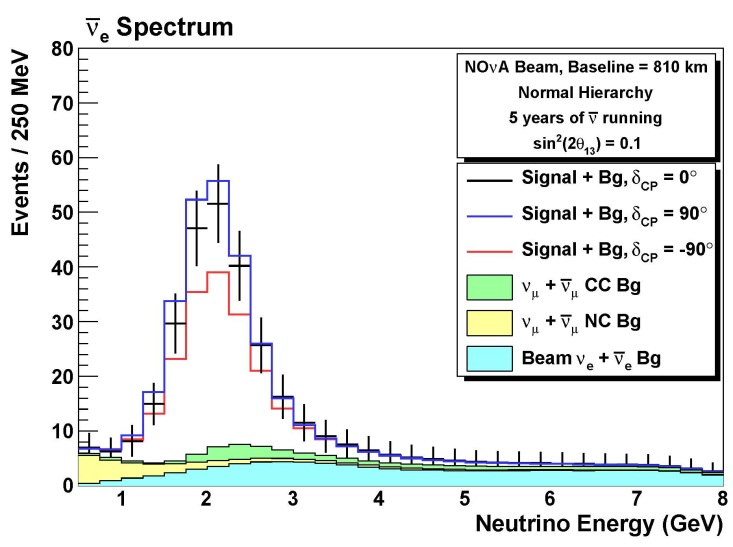 ν̅e Spectrum
Events / 250 MeV
80
70
60
50
40
30
20
10
0
1 2 3 4 5 6 7 8
Neutrino Energy (GeV)
NOνA Beam, Baseline = 810 km
Normal Hierarchy
5 years of ν̅ running
sin²(2θ₁₃) = 0.1
Signal + Bg, δCP = 0°
Signal + Bg, δCP = 90°
Signal + Bg, δCP = -90°
νμ + ν̅μ CC Bg
νμ + ν̅μ NC Bg
Beam νe + ν̅e Bg